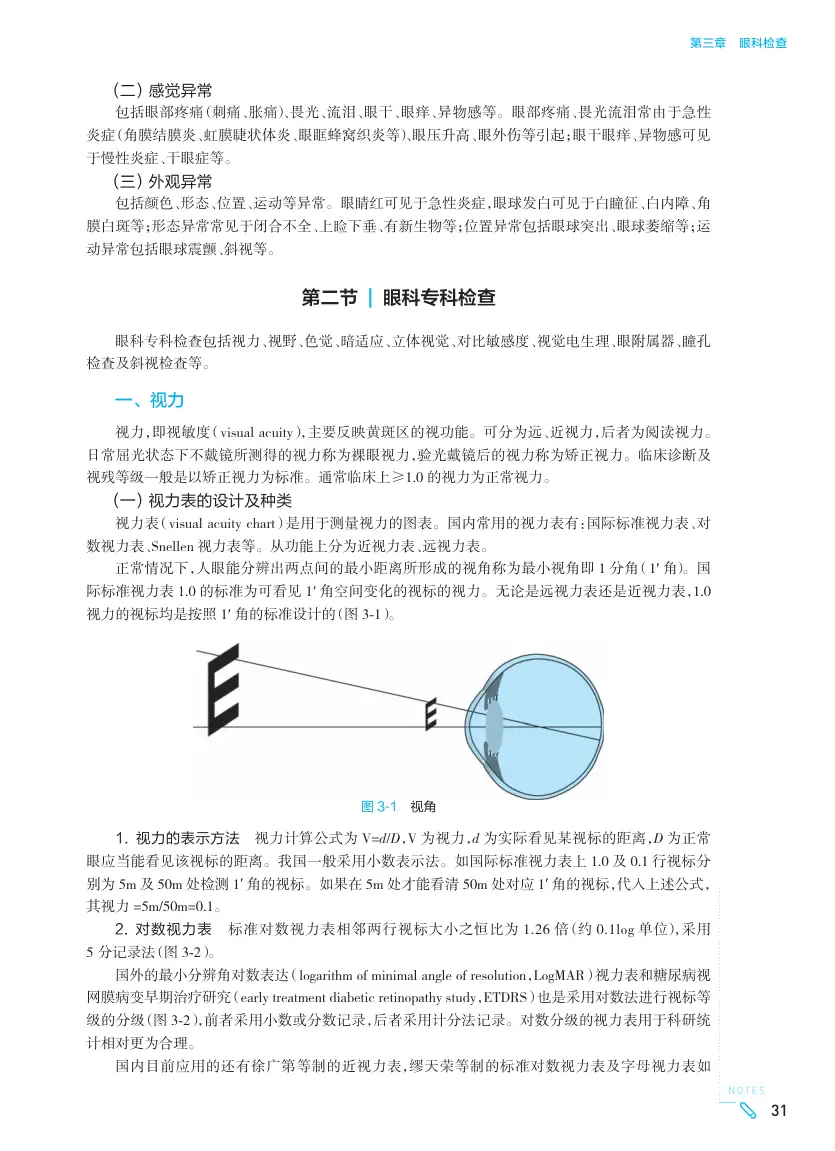 第三章　眼科检查
（二）感觉异常
包括眼部疼痛（刺痛、胀痛）、畏光、流泪、眼干、眼痒、异物感等。眼部疼痛、畏光流泪常由于急性
炎症（角膜结膜炎、虹膜睫状体炎、眼眶蜂窝织炎等）、眼压升高、眼外伤等引起；眼干眼痒、异物感可见
于慢性炎症、干眼症等。
（三）外观异常
包括颜色、形态、位置、运动等异常。眼睛红可见于急性炎症，眼球发白可见于白瞳征、白内障、角
膜白斑等；形态异常常见于闭合不全、上睑下垂、有新生物等；位置异常包括眼球突出、眼球萎缩等；运
动异常包括眼球震颤、斜视等。
第二节｜眼科专科检查
眼科专科检查包括视力、视野、色觉、暗适应、立体视觉、对比敏感度、视觉电生理、眼附属器、瞳孔
检查及斜视检查等。
一、视力
视力，即视敏度（visual acuity），主要反映黄斑区的视功能。可分为远、近视力，后者为阅读视力。
日常屈光状态下不戴镜所测得的视力称为裸眼视力，验光戴镜后的视力称为矫正视力。临床诊断及
视残等级一般是以矫正视力为标准。通常临床上≥1.0 的视力为正常视力。
（一）视力表的设计及种类
视力表（visual acuity chart）是用于测量视力的图表。国内常用的视力表有：国际标准视力表、对
数视力表、Snellen 视力表等。从功能上分为近视力表、远视力表。
正常情况下，人眼能分辨出两点间的最小距离所形成的视角称为最小视角即 1 分角（1′ 角）。国
际标准视力表 1.0 的标准为可看见 1′ 角空间变化的视标的视力。无论是远视力表还是近视力表，1.0
视力的视标均是按照 1′ 角的标准设计的（图 3-1）。
图 3-1　视角
1. 视力的表示方法　视力计算公式为 V=d/D，V 为视力，d 为实际看见某视标的距离，D 为正常
眼应当能看见该视标的距离。我国一般采用小数表示法。如国际标准视力表上 1.0 及 0.1 行视标分
别为 5m 及 50m 处检测 1′ 角的视标。如果在 5m 处才能看清 50m 处对应 1′ 角的视标，代入上述公式，
其视力 =5m/50m=0.1。
2. 对数视力表　标准对数视力表相邻两行视标大小之恒比为 1.26 倍（约 0.1log 单位），采用
5 分记录法（图 3-2）。
国外的最小分辨角对数表达（logarithm of minimal angle of resolution，LogMAR）视力表和糖尿病视
网膜病变早期治疗研究（early treatment diabetic retinopathy study，ETDRS）也是采用对数法进行视标等
级的分级（图 3-2），前者采用小数或分数记录，后者采用计分法记录。对数分级的视力表用于科研统
计相对更为合理。
国内目前应用的还有徐广第等制的近视力表，缪天荣等制的标准对数视力表及字母视力表如
NOTES
31